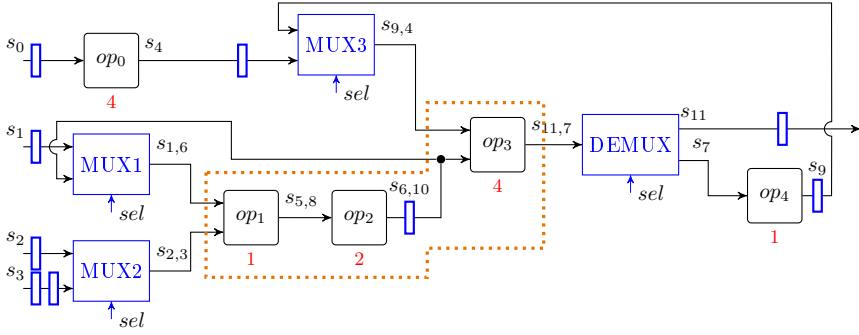 s₀
op₀
4
s₄
MUX3
sel
s₉,₄
s₁
MUX1
sel
s₁,₆
s₂
s₃
MUX2
sel
s₂,₃
op₁
1
s₅,₈
op₂
2
s₆,₁₀
op₃
4
s₁₁,₇
DEMUX
sel
s₁₁
s₇
op₄
1
s₉